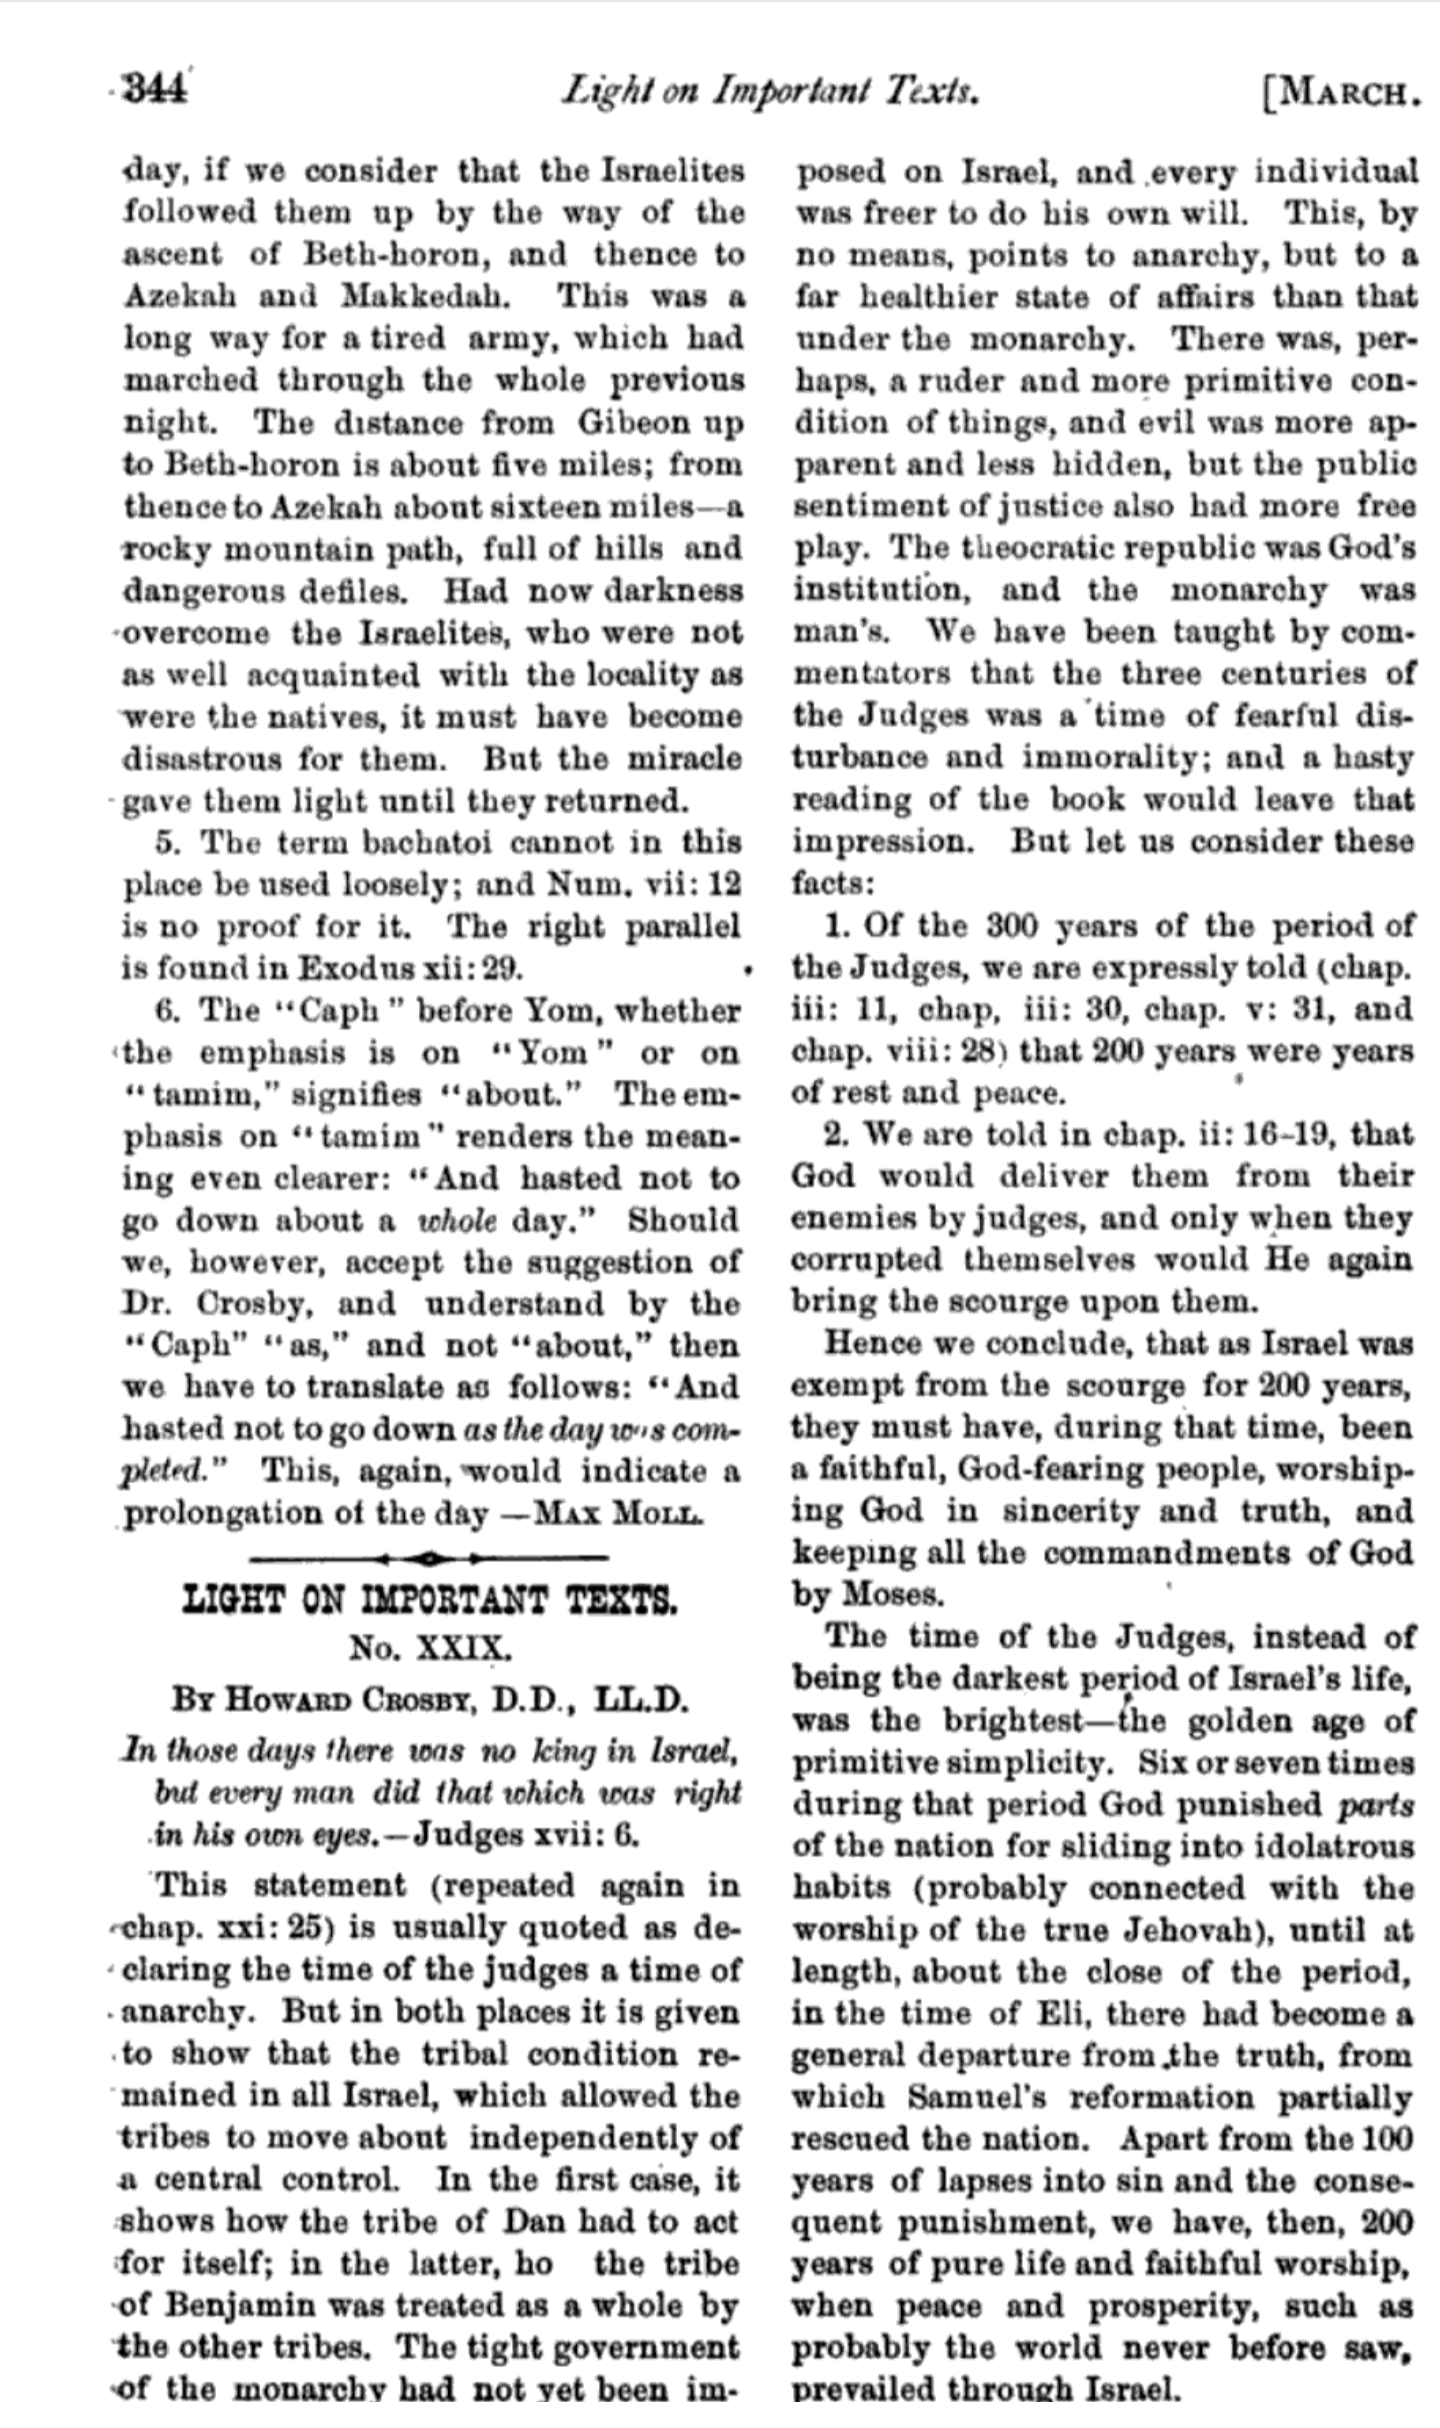 344
Light on Important Texts.
[MARCH.
day, if we consider that the Israelites
followed them up by the way of the
ascent of Beth-horon, and thence to
Azekah and Makkedah. This was a
long way for a tired army, which had
marched through the whole previous
night. The distance from Gibeon up
to Beth-horon is about five miles; from
thence to Azekah about sixteen miles—a
rocky mountain path, full of hills and
dangerous defiles. Had now darkness
overcome the Israelites, who were not
as well acquainted with the locality as
were the natives, it must have become
disastrous for them. But the miracle
gave them light until they returned.
5. The term bachatoi cannot in this
place be used loosely; and Num. vii: 12
is no proof for it. The right parallel
is found in Exodus xii: 29.
6. The "Caph" before Yom, whether
the emphasis is on "Yom" or on
"tamim," signifies "about." The em-
phasis on "tamim" renders the mean-
ing even clearer: "And hasted not to
go down about a whole day." Should
we, however, accept the suggestion of
Dr. Crosby, and understand by the
"Caph" "as," and not "about," then
we have to translate as follows: "And
hasted not to go down as the day was com-
pleted." This, again, would indicate a
prolongation of the day —MAX MOLL.
LIGHT ON IMPORTANT TEXTS.
No. XXIX.
BY HOWARD CROSBY, D.D., LL.D.
In those days there was no king in Israel,
but every man did that which was right
in his own eyes.—Judges xvii: 6.
This statement (repeated again in
chap. xxi: 25) is usually quoted as de-
claring the time of the judges a time of
anarchy. But in both places it is given
to show that the tribal condition re-
mained in all Israel, which allowed the
tribes to move about independently of
a central control. In the first case, it
shows how the tribe of Dan had to act
for itself; in the latter, ho the tribe
of Benjamin was treated as a whole by
the other tribes. The tight government
of the monarchy had not yet been im-
posed on Israel, and every individual
was freer to do his own will. This, by
no means, points to anarchy, but to a
far healthier state of affairs than that
under the monarchy. There was, per-
haps, a ruder and more primitive con-
dition of things, and evil was more ap-
parent and less hidden, but the public
sentiment of justice also had more free
play. The theocratic republic was God's
institution, and the monarchy was
man's. We have been taught by com-
mentators that the three centuries of
the Judges was a time of fearful dis-
turbance and immorality; and a hasty
reading of the book would leave that
impression. But let us consider these
facts:
1. Of the 300 years of the period of
the Judges, we are expressly told (chap.
iii: 11, chap, iii: 30, chap. v: 31, and
chap. viii: 28) that 200 years were years
of rest and peace.
2. We are told in chap. ii: 16-19, that
God would deliver them from their
enemies by judges, and only when they
corrupted themselves would He again
bring the scourge upon them.
Hence we conclude, that as Israel was
exempt from the scourge for 200 years,
they must have, during that time, been
a faithful, God-fearing people, worship-
ing God in sincerity and truth, and
keeping all the commandments of God
by Moses.
The time of the Judges, instead of
being the darkest period of Israel's life,
was the brightest—the golden age of
primitive simplicity. Six or seven times
during that period God punished parts
of the nation for sliding into idolatrous
habits (probably connected with the
worship of the true Jehovah), until at
length, about the close of the period,
in the time of Eli, there had become a
general departure from the truth, from
which Samuel's reformation partially
rescued the nation. Apart from the 100
years of lapses into sin and the conse-
quent punishment, we have, then, 200
years of pure life and faithful worship,
when peace and prosperity, such as
probably the world never before saw,
prevailed through Israel.